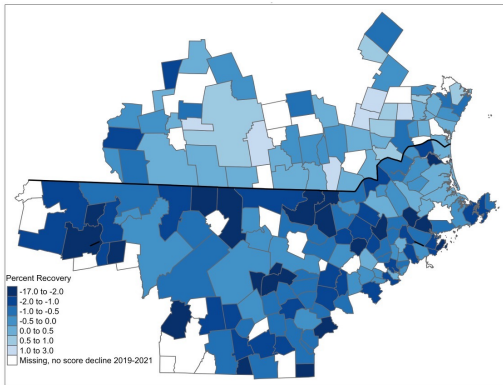 Percent Recovery
-17.0 to -2.0
-2.0 to -1.0
-1.0 to -0.5
-0.5 to 0.0
0.0 to 0.5
0.5 to 1.0
1.0 to 3.0
Missing, no score decline 2019-2021